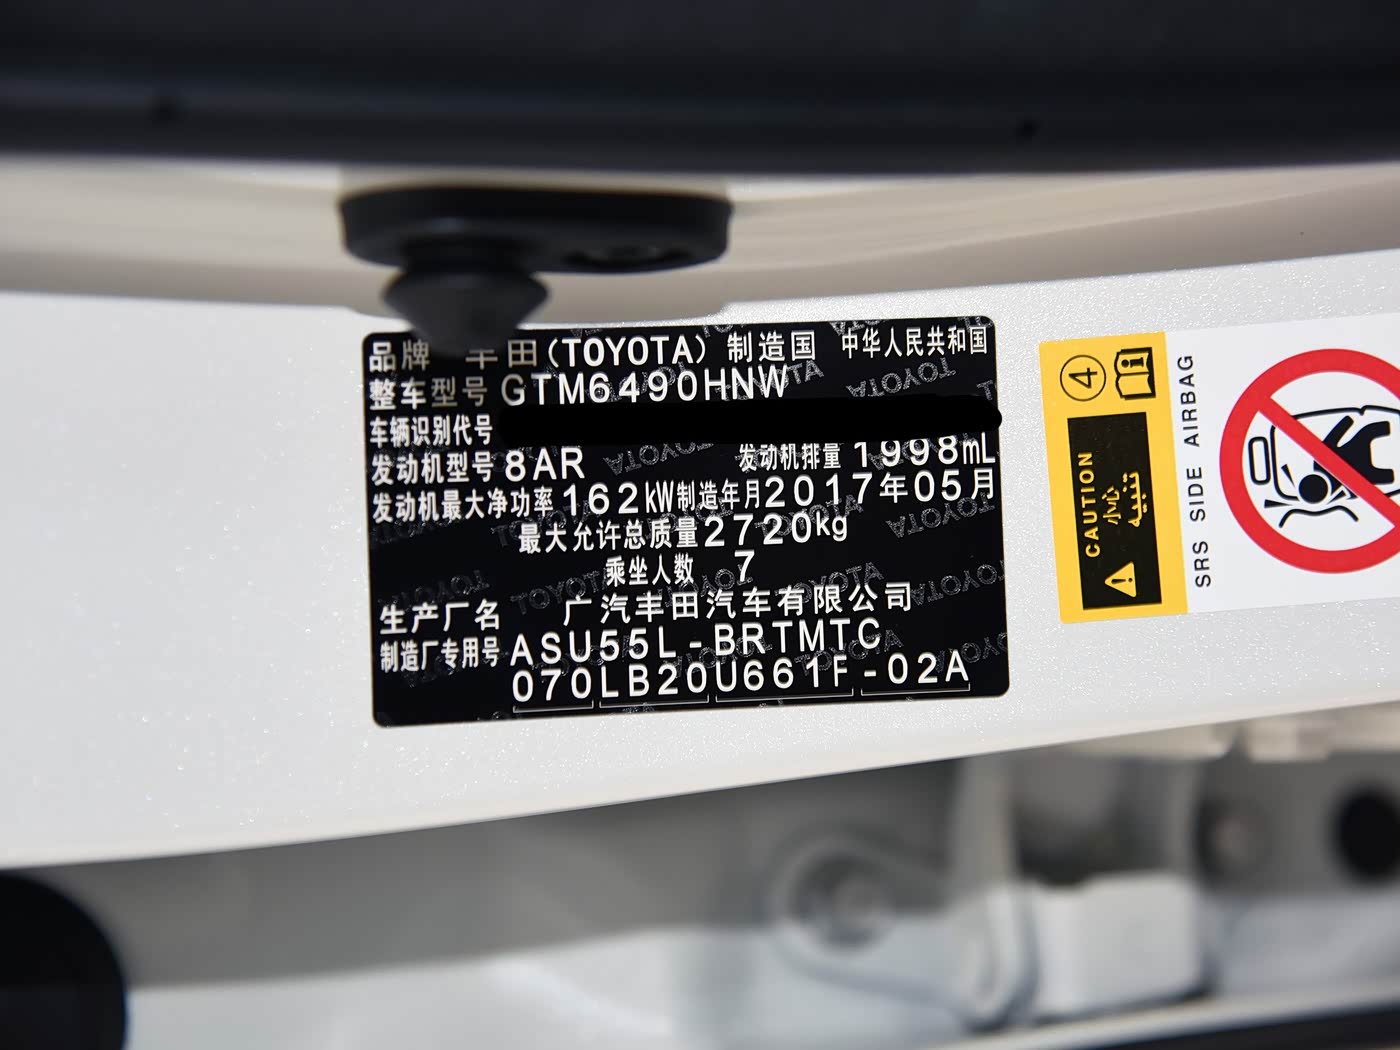 品牌 丰田(TOYOTA) 制造国 中华人民共和国
整车型号 GTM6490HNW
车辆识别代号
发动机型号 8AR 发动机排量 1998mL
发动机最大净功率 162kW 制造年月 2017年05月
最大允许总质量 2720kg
乘坐人数 7
生产厂名 广汽丰田汽车有限公司
制造厂专用号 ASU55L-BRTMTC
070LB20U661F-02A
4
CAUTION
小心
تنبيه
SRS SIDE AIRBAG